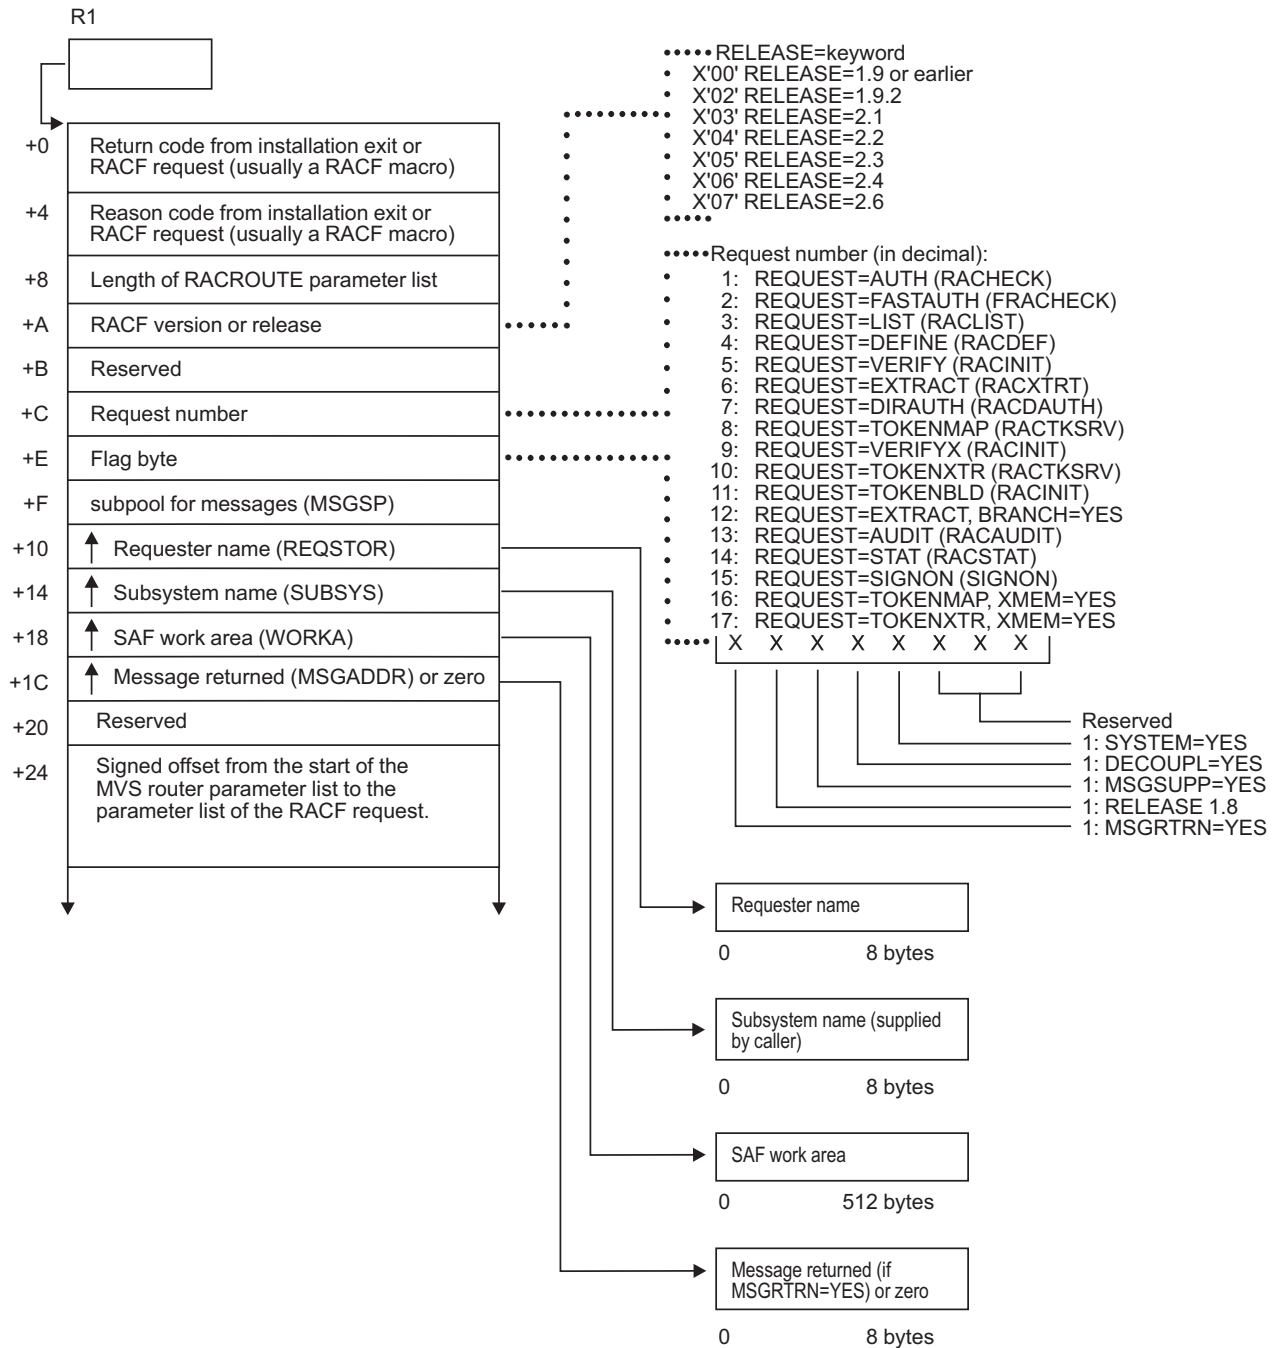 R1
+0
Return code from installation exit or
RACF request (usually a RACF macro)
+4
Reason code from installation exit or
RACF request (usually a RACF macro)
+8
Length of RACROUTE parameter list
+A
RACF version or release
+B
Reserved
+C
Request number
+E
Flag byte
+F
subpool for messages (MSGSP)
+10
Requester name (REQSTOR)
+14
Subsystem name (SUBSYS)
+18
SAF work area (WORKA)
+1C
Message returned (MSGADDR) or zero
+20
Reserved
+24
Signed offset from the start of the
MVS router parameter list to the
parameter list of the RACF request.
RELEASE=keyword
X'00' RELEASE=1.9 or earlier
X'02' RELEASE=1.9.2
X'03' RELEASE=2.1
X'04' RELEASE=2.2
X'05' RELEASE=2.3
X'06' RELEASE=2.4
X'07' RELEASE=2.6
Request number (in decimal):
1: REQUEST=AUTH (RACHECK)
2: REQUEST=FASTAUTH (FRACHECK)
3: REQUEST=LIST (RACLIST)
4: REQUEST=DEFINE (RACDEF)
5: REQUEST=VERIFY (RACINIT)
6: REQUEST=EXTRACT (RACXTRT)
7: REQUEST=DIRAUTH (RACDAUTH)
8: REQUEST=TOKENMAP (RACTKSRV)
9: REQUEST=VERIFYX (RACINIT)
10: REQUEST=TOKENXTR (RACTKSRV)
11: REQUEST=TOKENBLD (RACINIT)
12: REQUEST=EXTRACT, BRANCH=YES
13: REQUEST=AUDIT (RACAUDIT)
14: REQUEST=STAT (RACSTAT)
15: REQUEST=SIGNON (SIGNON)
16: REQUEST=TOKENMAP, XMEM=YES
17: REQUEST=TOKENXTR, XMEM=YES
X X X X X X X X
Reserved
1: SYSTEM=YES
1: DECOUPL=YES
1: MSGSUPP=YES
1: RELEASE 1.8
1: MSGRTRN=YES
Requester name
0 8 bytes
Subsystem name (supplied
by caller)
0 8 bytes
SAF work area
0 512 bytes
Message returned (if
MSGRTRN=YES) or zero
0 8 bytes